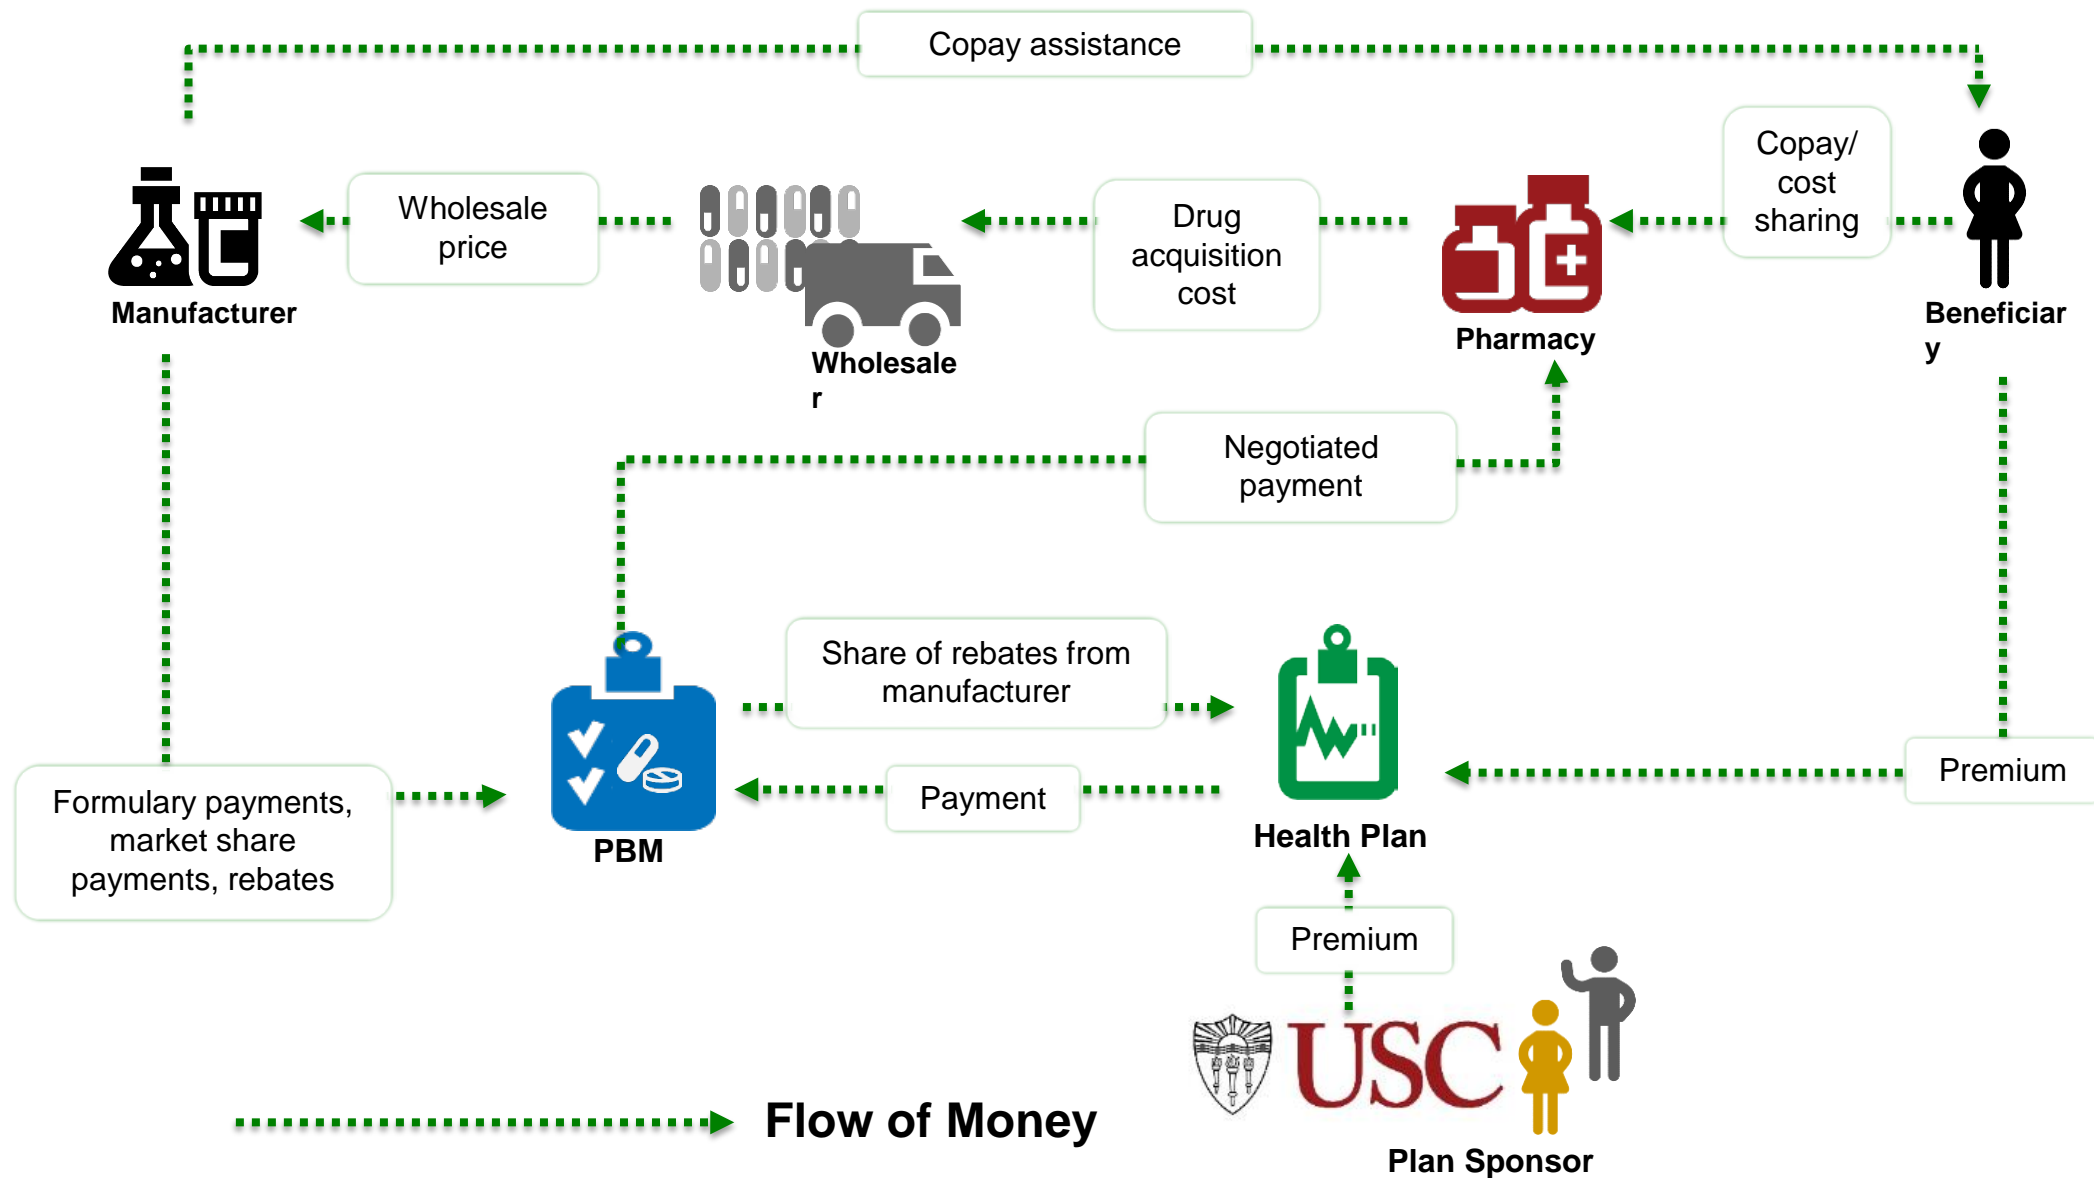 Copay assistance
Copay/
cost
sharing
Wholesale
price
Drug
acquisition
cost
Manufacturer
Wholesale
r
Pharmacy
Beneficiar
y
Negotiated
payment
Share of rebates from
manufacturer
Formulary payments,
market share
payments, rebates
PBM
Payment
Health Plan
Premium
Premium
USC
Flow of Money
Plan Sponsor